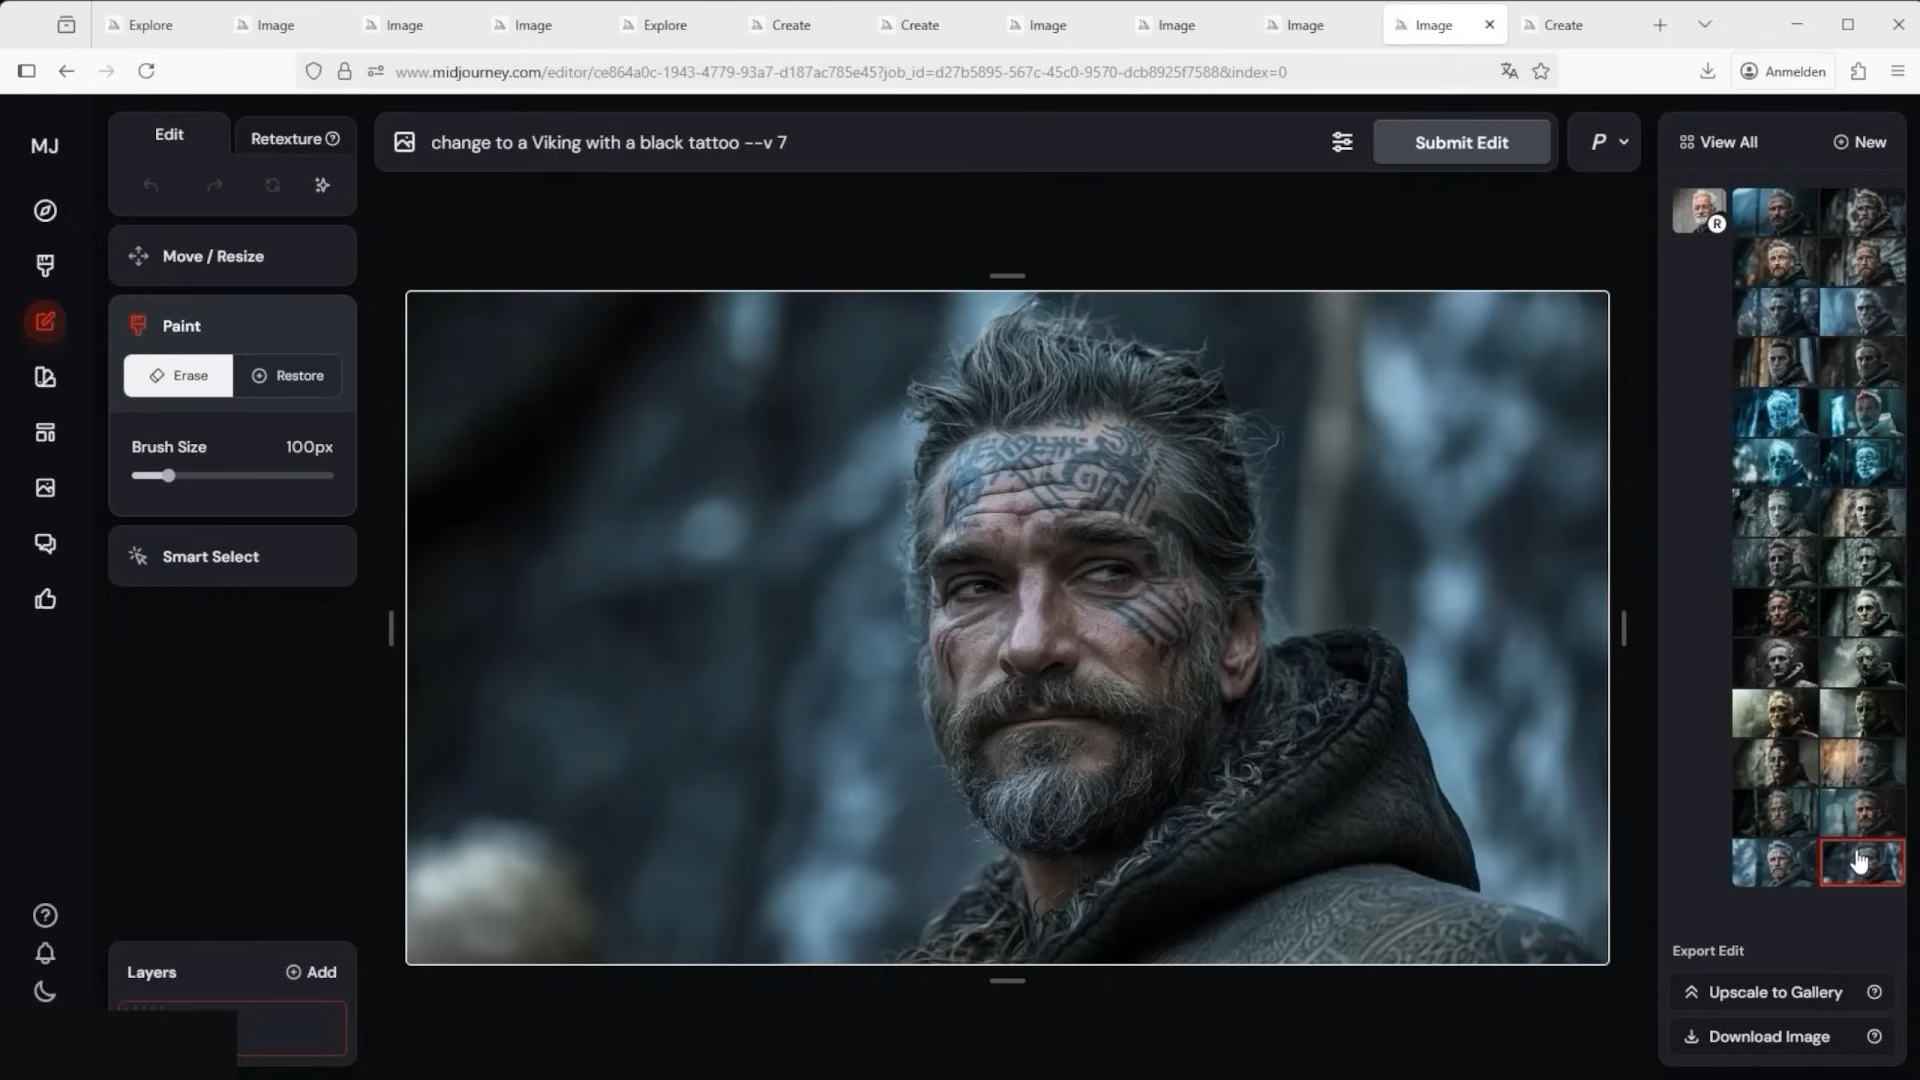 Explore Image Image Image Explore Create Create Image Image Image Image Create
www.midjourney.com/editor/ce864a0c-1943-4779-93a7-d187ac785e45?job_id=d27b5895-567c-45c0-9570-dcb8925f7588&index=0
Anmelden
MJ
Edit
Retexture
change to a Viking with a black tattoo --v 7
Submit Edit
P
View All
New
R
Move / Resize
Paint
Erase
Restore
Brush Size 100px
Smart Select
Layers
Add
Export Edit
Upscale to Gallery
Download Image